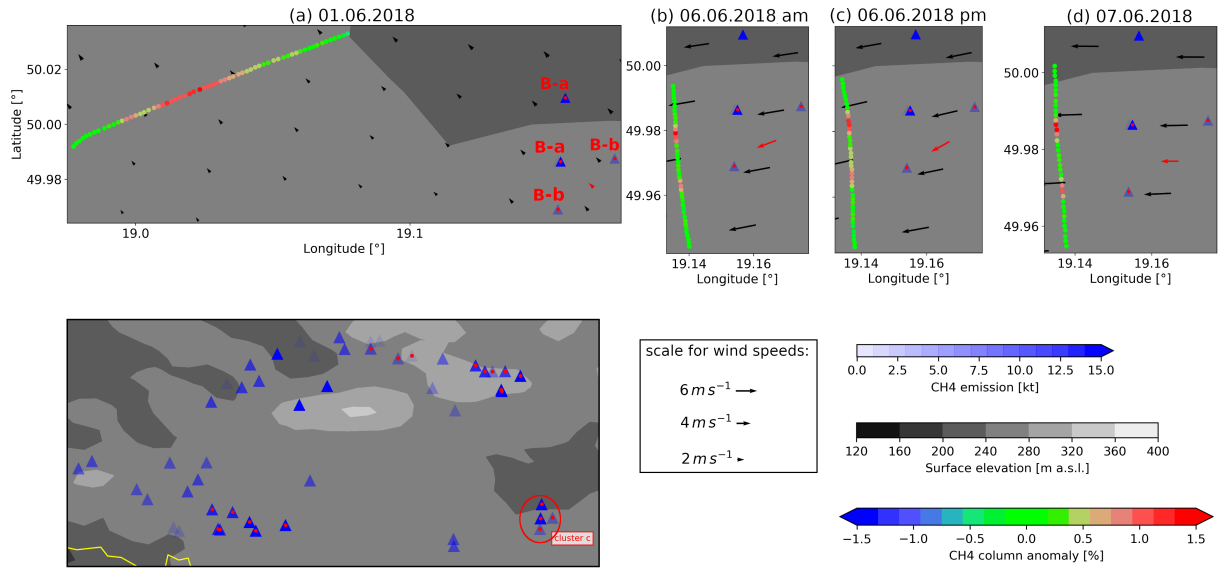 (a) 01.06.2018
(b) 06.06.2018 am
(c) 06.06.2018 pm
(d) 07.06.2018
Latitude [°]
50.02
50.00
49.98
B-a
B-a
B-b
B-b
19.0
19.1
Longitude [°]
50.00
49.98
49.96
19.14
19.16
Longitude [°]
19.14
19.16
Longitude [°]
50.00
49.98
49.96
19.14
19.16
Longitude [°]
cluster c
scale for wind speeds:
6 m s⁻¹
4 m s⁻¹
2 m s⁻¹
0.0 2.5 5.0 7.5 10.0 12.5 15.0
CH4 emission [kt]
120 160 200 240 280 320 360 400
Surface elevation [m a.s.l.]
−1.5 −1.0 −0.5 0.0 0.5 1.0 1.5
CH4 column anomaly [%]